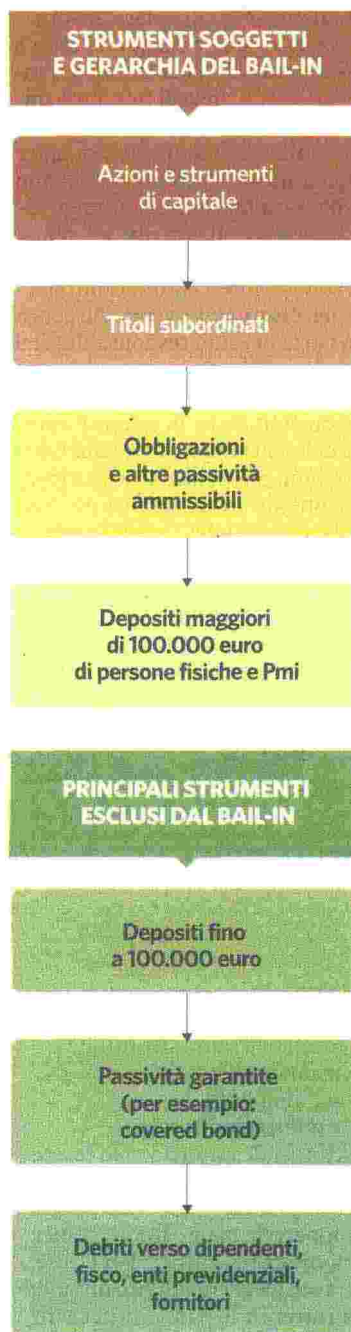 STRUMENTI SOGGETTI
E GERARCHIA DEL BAIL-IN
Azioni e strumenti
di capitale
Titoli subordinati
Obbligazioni
e altre passività
ammissibili
Depositi maggiori
di 100.000 euro
di persone fisiche e Pmi
PRINCIPALI STRUMENTI
ESCLUSI DAL BAIL-IN
Depositi fino
a 100.000 euro
Passività garantite
(per esempio:
covered bond)
Debiti verso dipendenti,
fisco, enti previdenziali,
fornitori